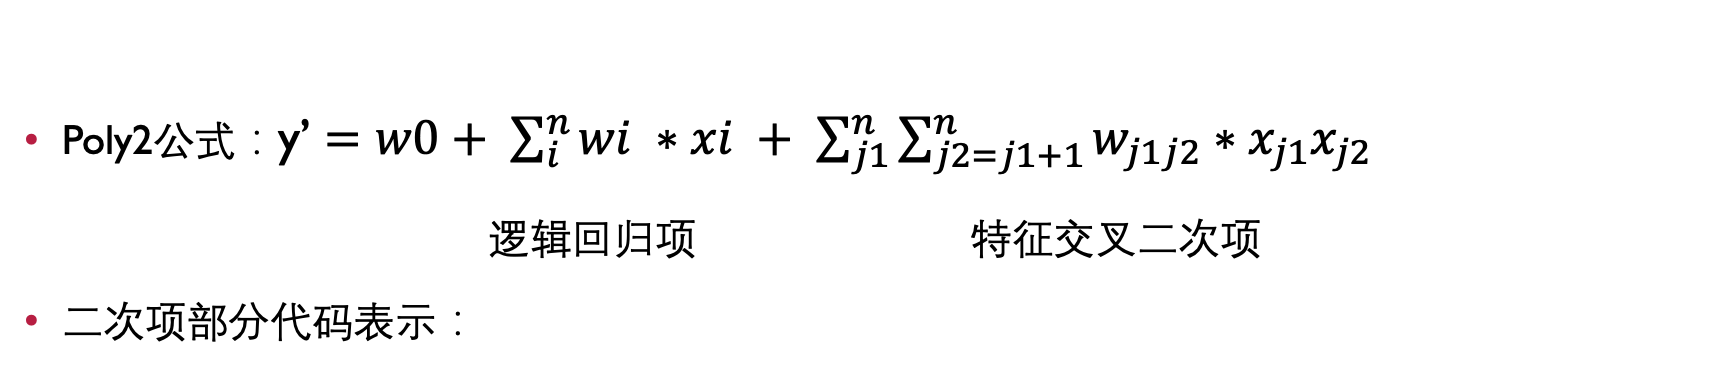 • Poly2公式：y’ = w0 + ∑ᵢⁿ wi * xi + ∑_{j1}^{n} ∑_{j2=j1+1}^{n} w_{j1j2} * x_{j1}x_{j2}
逻辑回归项 特征交叉二次项
• 二次项部分代码表示：